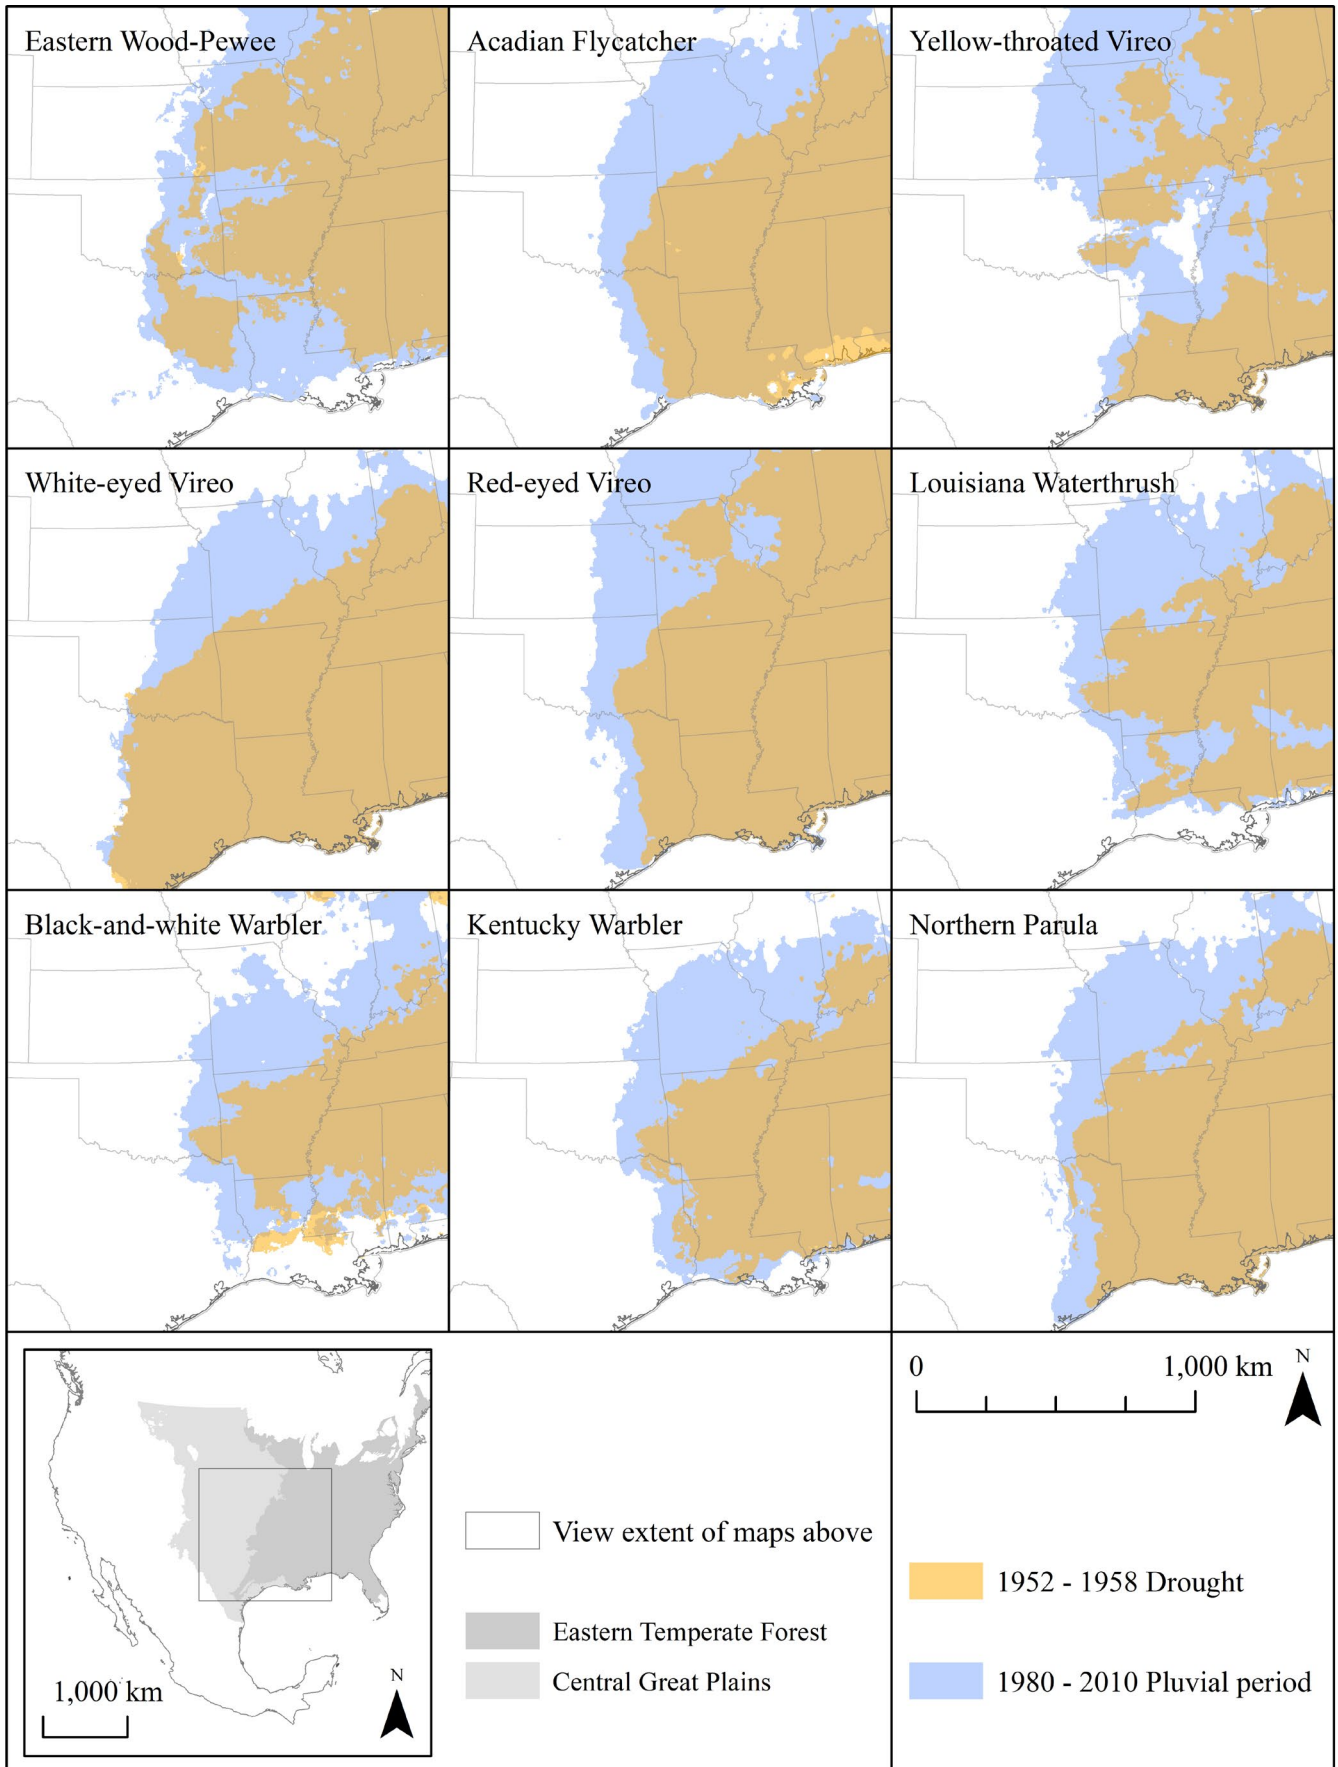 Eastern Wood-Pewee
Acadian Flycatcher
Yellow-throated Vireo
White-eyed Vireo
Red-eyed Vireo
Louisiana Waterthrush
Black-and-white Warbler
Kentucky Warbler
Northern Parula
1,000 km
N
View extent of maps above
Eastern Temperate Forest
Central Great Plains
0 1,000 km
N
1952 - 1958 Drought
1980 - 2010 Pluvial period